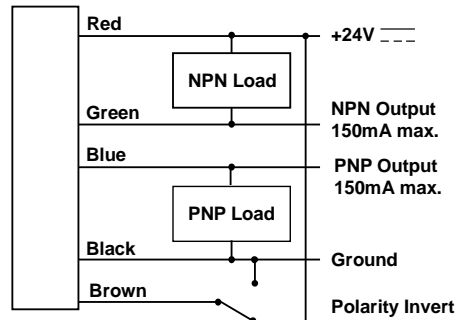 Red
+24V
NPN Load
Green
NPN Output
150mA max.
Blue
PNP Output
150mA max.
PNP Load
Black
Ground
Brown
Polarity Invert